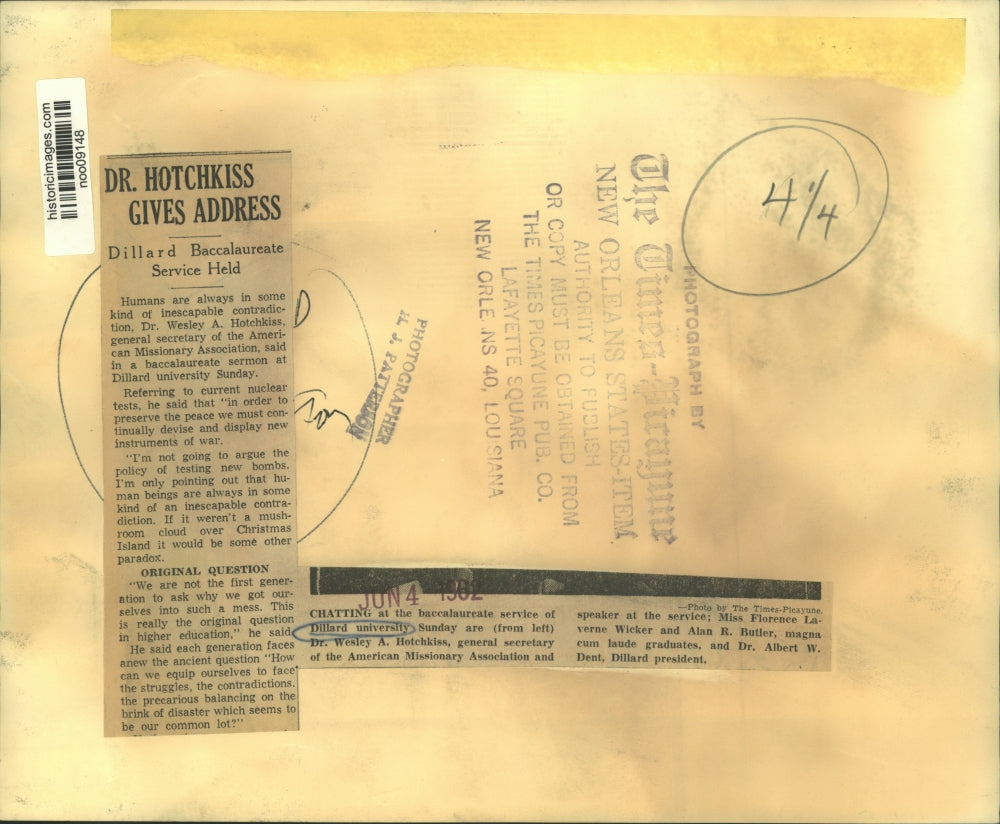 historicimages.com
noo09148
DR. HOTCHKISS
GIVES ADDRESS
Dillard Baccalaureate
Service Held
Humans are always in some
kind of inescapable contradic-
tion, Dr. Wesley A. Hotchkiss,
general secretary of the Ameri-
can Missionary Association, said
in a baccalaureate sermon at
Dillard university Sunday.
Referring to current nuclear
tests, he said that "in order to
preserve the peace we must con-
tinually devise and display new
instruments of war.
"I'm not going to argue the
policy of testing new bombs.
I'm only pointing out that hu-
man beings are always in some
kind of an inescapable contra-
diction. If it weren't a mush-
room cloud over Christmas
Island it would be some other
paradox.
ORIGINAL QUESTION
"We are not the first gener-
ation to ask why we got our-
selves into such a mess. This
is really the original question
in higher education," he said.
He said each generation faces
anew the ancient question "How
can we equip ourselves to face
the struggles, the contradictions,
the precarious balancing on the
brink of disaster which seems to
be our common lot?"
PHOTOGRAPHER
H. J. PATTERSON
PHOTOGRAPH BY
The Times-Picayune
NEW ORLEANS STATES-ITEM
AUTHORITY TO PUBLISH
OR COPY MUST BE OBTAINED FROM
THE TIMES PICAYUNE PUB. CO.
LAFAYETTE SQUARE
NEW ORLE NS 40, LOUISIANA
4 1/4
JUN 4 1962
—Photo by The Times-Picayune.
CHATTING at the baccalaureate service of
Dillard university Sunday are (from left)
Dr. Wesley A. Hotchkiss, general secretary
of the American Missionary Association and
speaker at the service; Miss Florence La-
verne Wicker and Alan R. Butler, magna
cum laude graduates, and Dr. Albert W.
Dent, Dillard president.